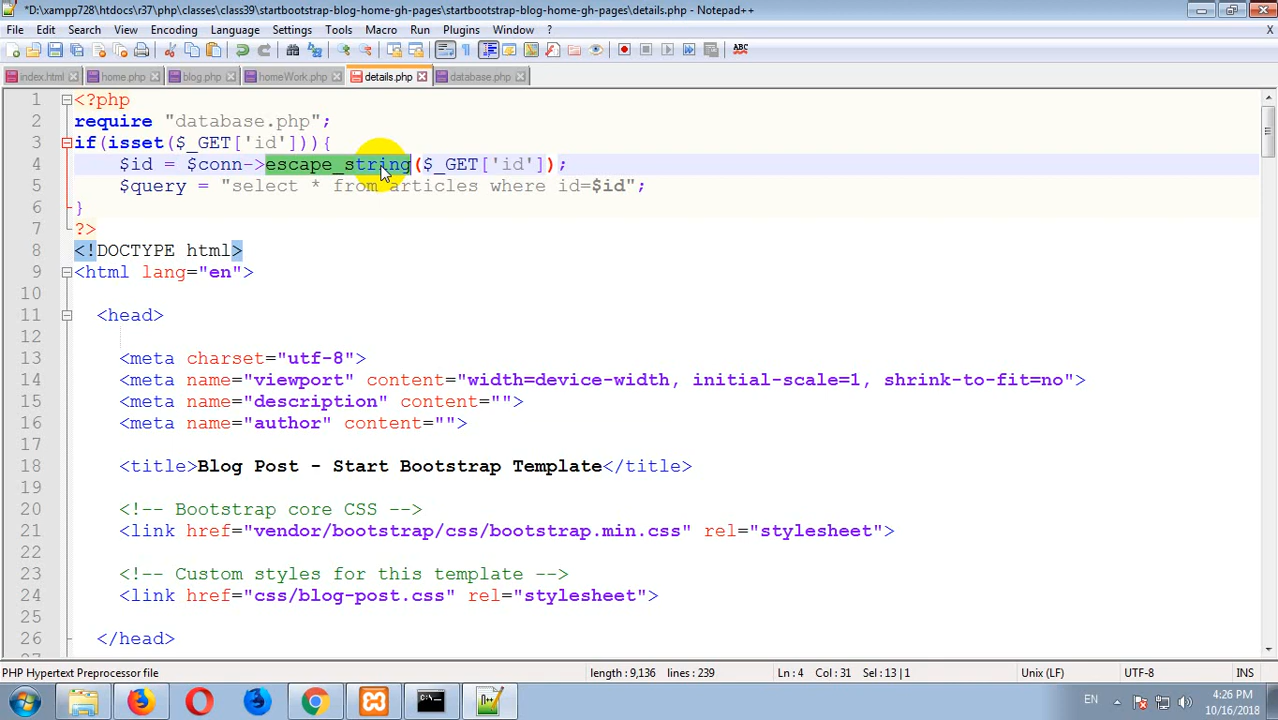 *D:\xampp728\htdocs\r37\php\classes\class39\startbootstrap-blog-home-gh-pages\startbootstrap-blog-home-gh-pages\details.php - Notepad++
File Edit Search View Encoding Language Settings Tools Macro Run Plugins Window ? X
index.html home.php blog.php homeWork.php details.php database.php
1 <?php
2 require "database.php";
3 if(isset($_GET['id'])){
4 $id = $conn->escape_string($_GET['id']);
5 $query = "select * from articles where id=$id";
6 }
7 ?>
8 <!DOCTYPE html>
9 <html lang="en">
10
11 <head>
12
13 <meta charset="utf-8">
14 <meta name="viewport" content="width=device-width, initial-scale=1, shrink-to-fit=no">
15 <meta name="description" content="">
16 <meta name="author" content="">
17
18 <title>Blog Post - Start Bootstrap Template</title>
19
20 <!-- Bootstrap core CSS -->
21 <link href="vendor/bootstrap/css/bootstrap.min.css" rel="stylesheet">
22
23 <!-- Custom styles for this template -->
24 <link href="css/blog-post.css" rel="stylesheet">
25
26 </head>
PHP Hypertext Preprocessor file length : 9,136 lines : 239 Ln : 4 Col : 31 Sel : 13 | 1 Unix (LF) UTF-8 INS
EN 4:26 PM
10/16/2018